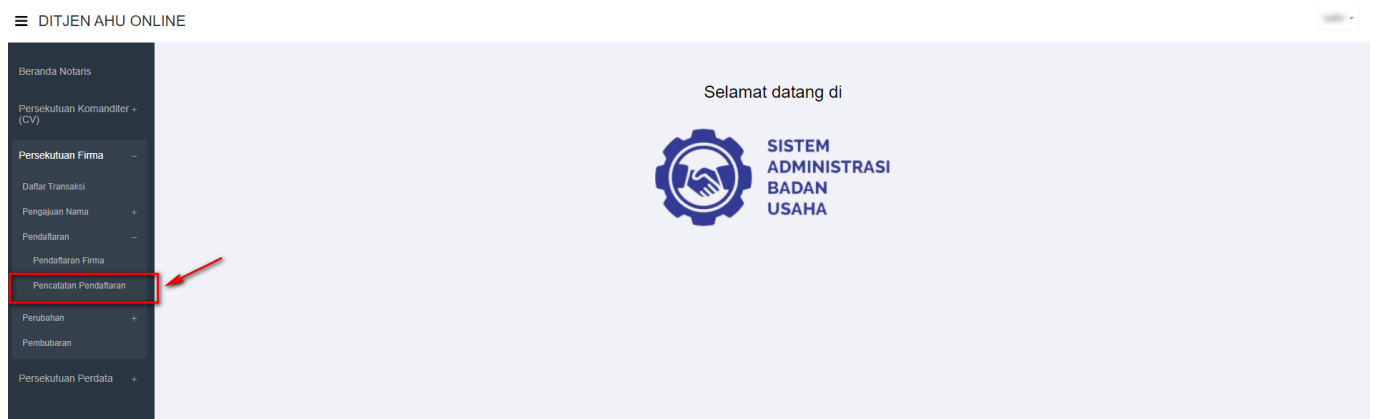 ≡ DITJEN AHU ONLINE
Beranda Notaris
Persekutuan Komanditer +
(CV)
Persekutuan Firma –
Daftar Transaksi
Pengajuan Nama +
Pendaftaran –
Pendaftaran Firma
Pencatatan Pendaftaran
Perubahan +
Pembubaran
Persekutuan Perdata +
Selamat datang di
SISTEM
ADMINISTRASI
BADAN
USAHA